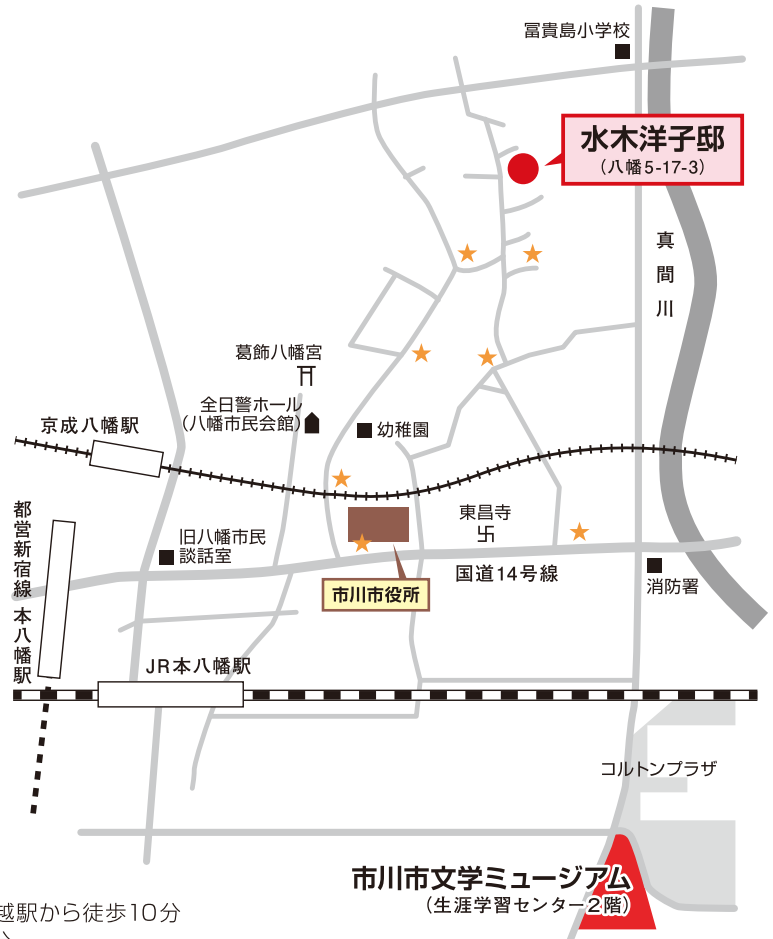 冨貴島小学校
水木洋子邸
（八幡5-17-3）
真間川
葛飾八幡宮
全日警ホール
（八幡市民会館）
幼稚園
京成八幡駅
都営新宿線 本八幡駅
旧八幡市民
談話室
東昌寺
国道14号線
市川市役所
消防署
JR本八幡駅
コルトンプラザ
市川市文学ミュージアム
（生涯学習センター2階）
越駅から徒歩10分